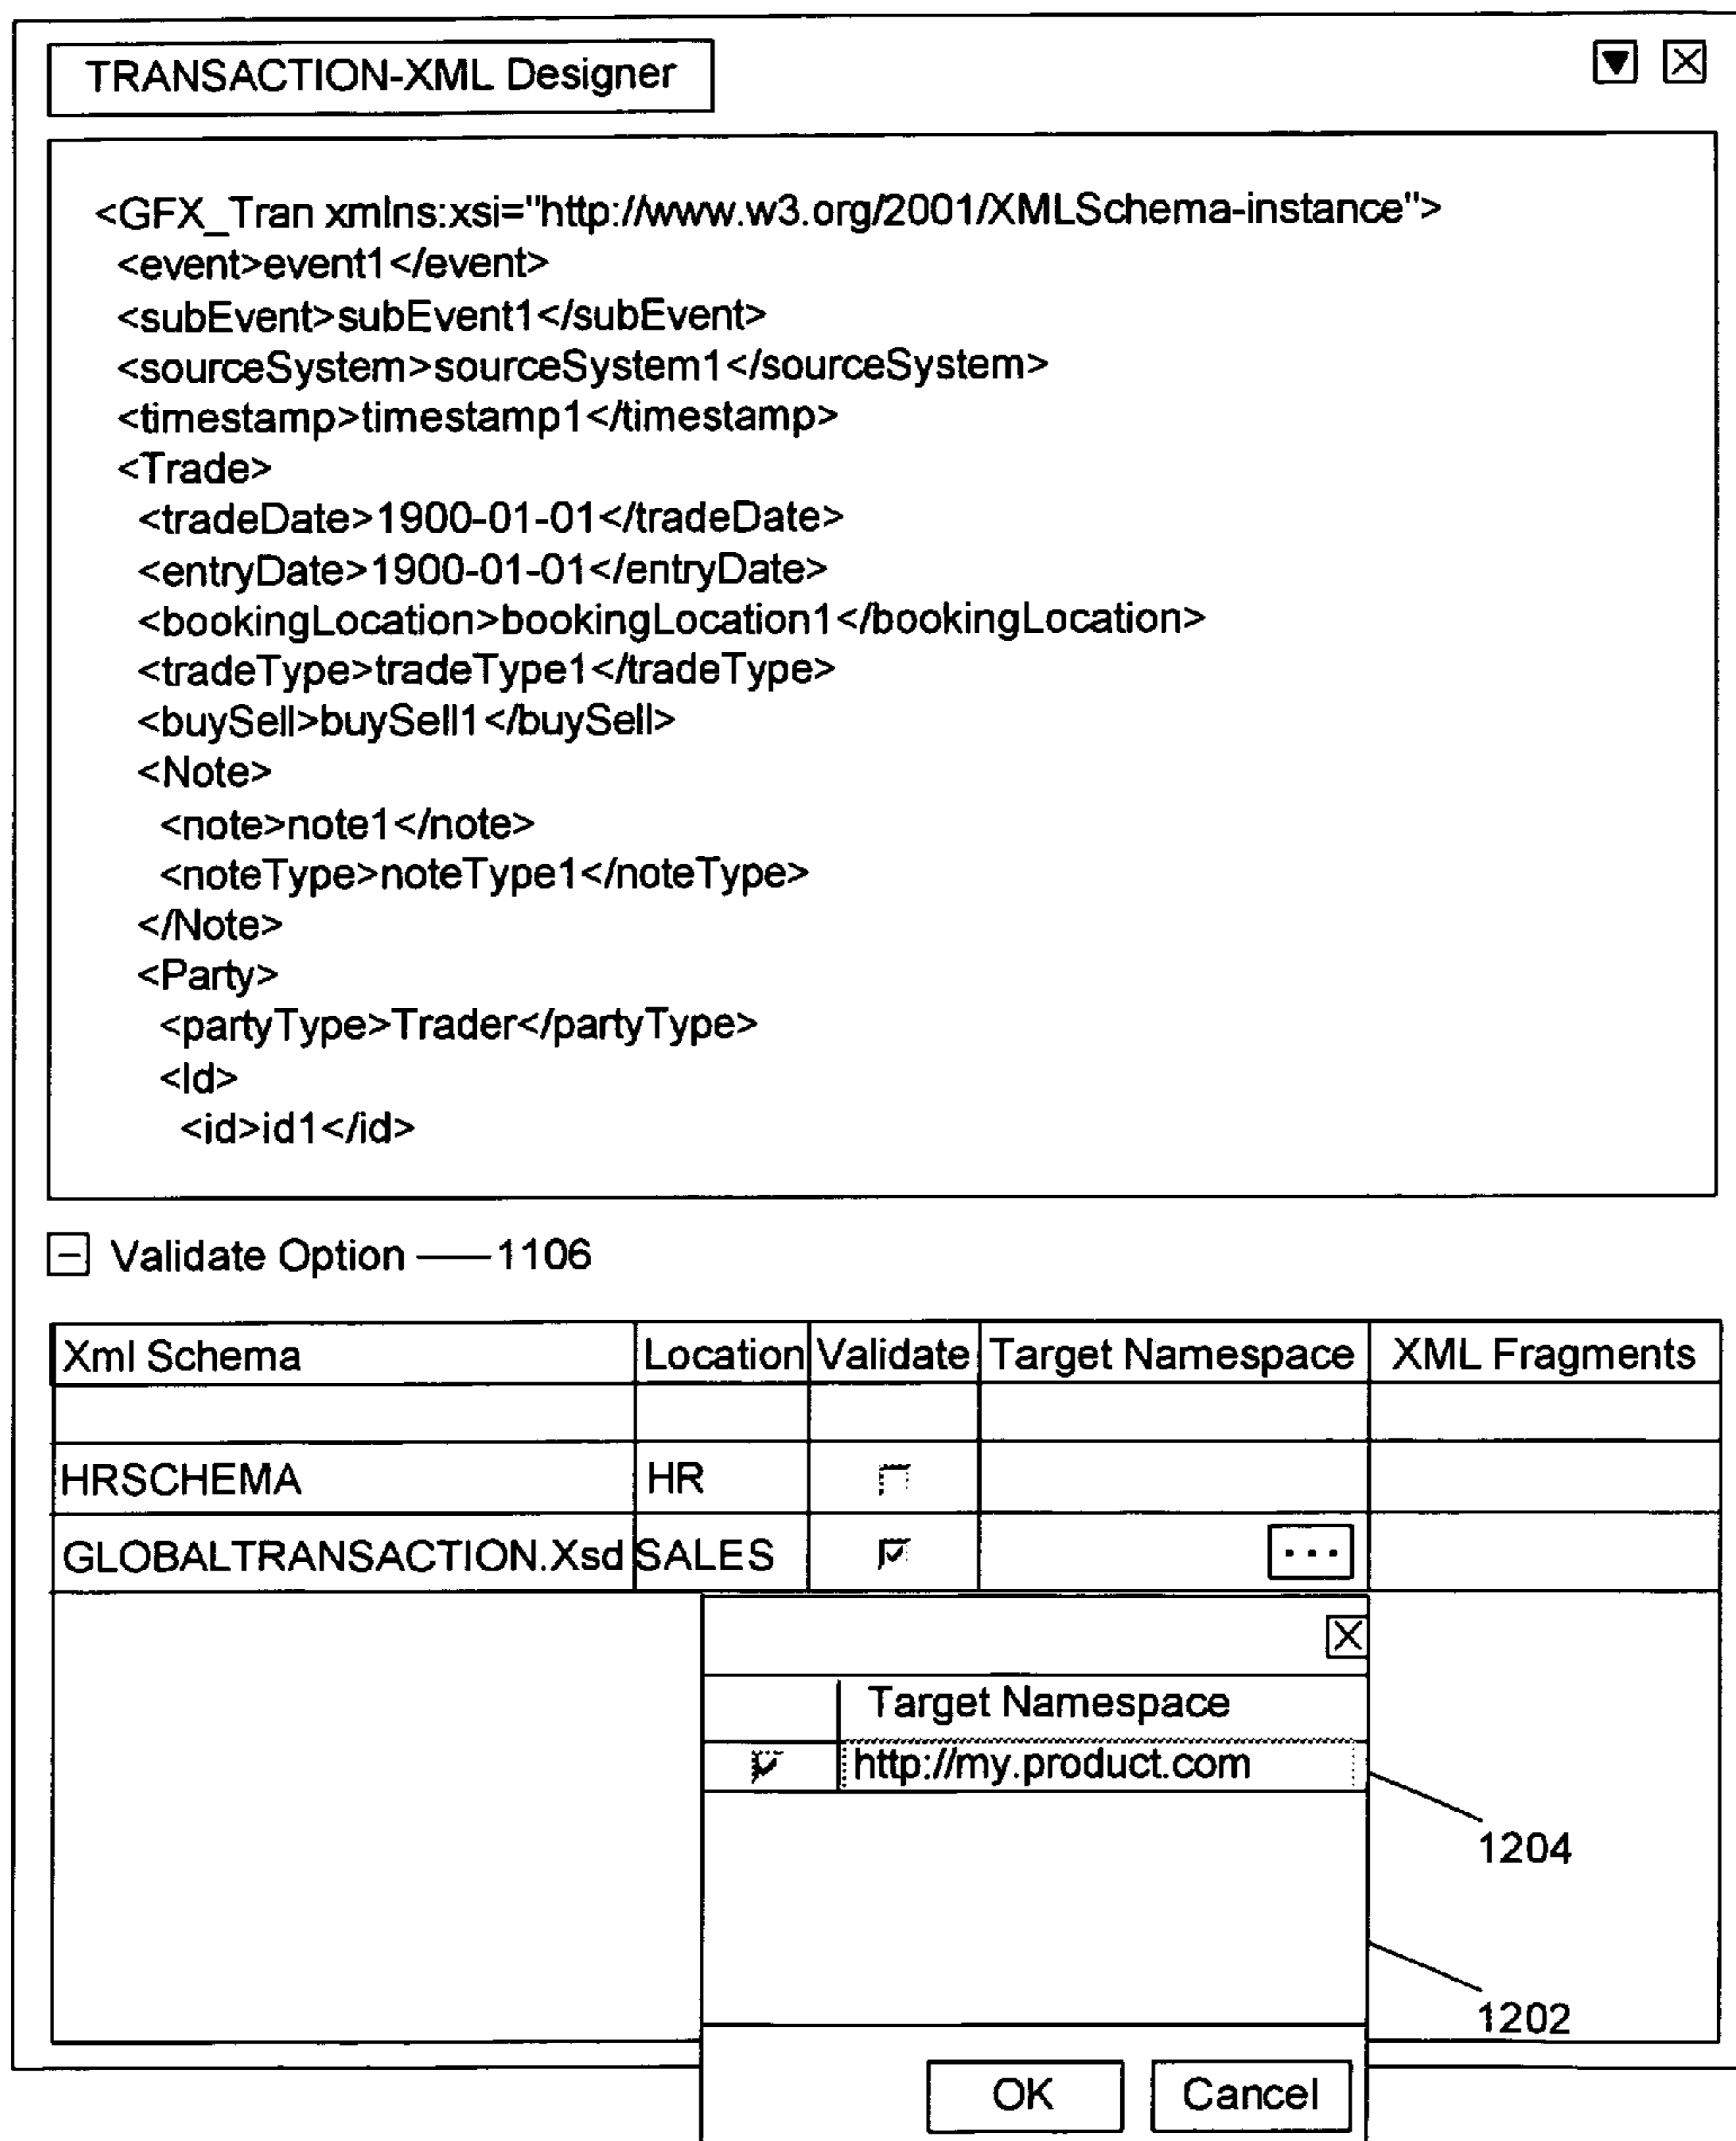 TRANSACTION-XML Designer
<GFX_Tran xmlns:xsi="http://www.w3.org/2001/XMLSchema-instance">
<event>event1</event>
<subEvent>subEvent1</subEvent>
<sourceSystem>sourceSystem1</sourceSystem>
<timestamp>timestamp1</timestamp>
<Trade>
<tradeDate>1900-01-01</tradeDate>
<entryDate>1900-01-01</entryDate>
<bookingLocation>bookingLocation1</bookingLocation>
<tradeType>tradeType1</tradeType>
<buySell>buySell1</buySell>
<Note>
<note>note1</note>
<noteType>noteType1</noteType>
</Note>
<Party>
<partyType>Trader</partyType>
<Id>
<id>id1</id>
Validate Option 1106
Xml Schema Location Validate Target Namespace XML Fragments
HRSCHEMA HR
GLOBALTRANSACTION.Xsd SALES ...
Target Namespace
http://my.product.com
1204
1202
OK Cancel